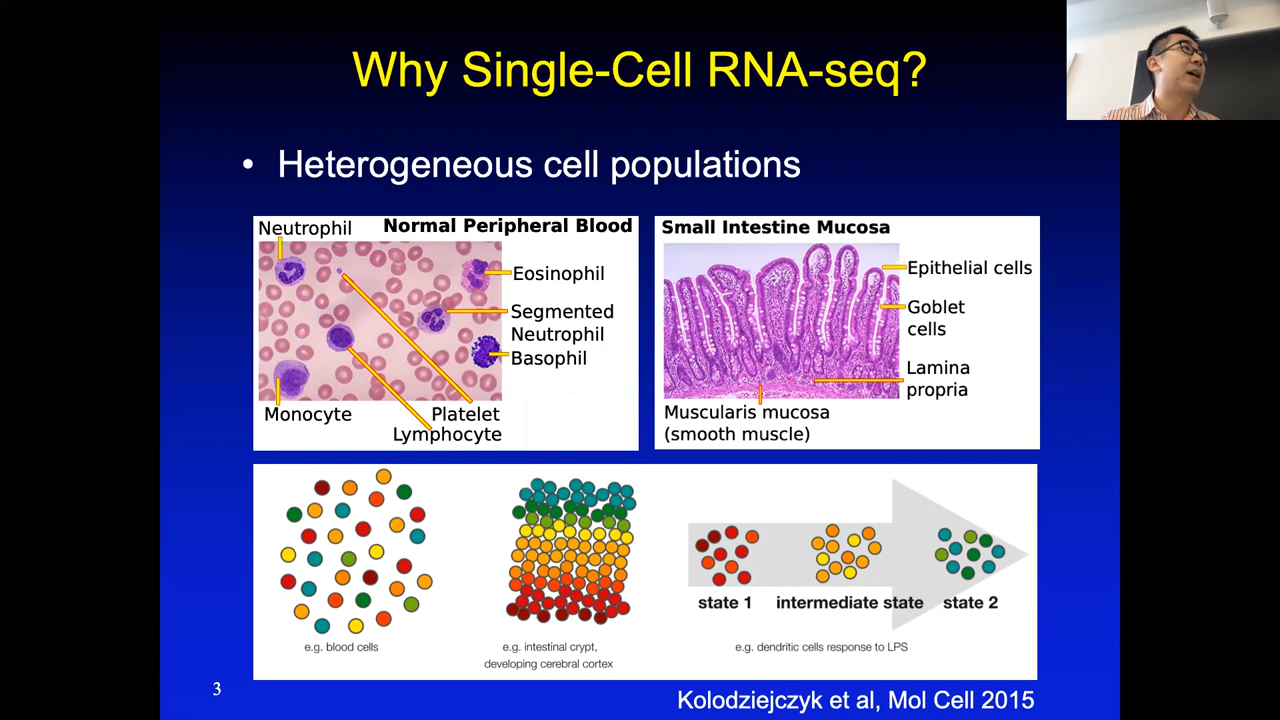 Why Single-Cell RNA-seq?
• Heterogeneous cell populations
Normal Peripheral Blood
Neutrophil
Eosinophil
Segmented
Neutrophil
Basophil
Monocyte
Platelet
Lymphocyte
Small Intestine Mucosa
Epithelial cells
Goblet
cells
Lamina
propria
Muscularis mucosa
(smooth muscle)
e.g. blood cells
e.g. intestinal crypt,
developing cerebral cortex
state 1
intermediate state
state 2
e.g. dendritic cells response to LPS
3
Kolodziejczyk et al, Mol Cell 2015